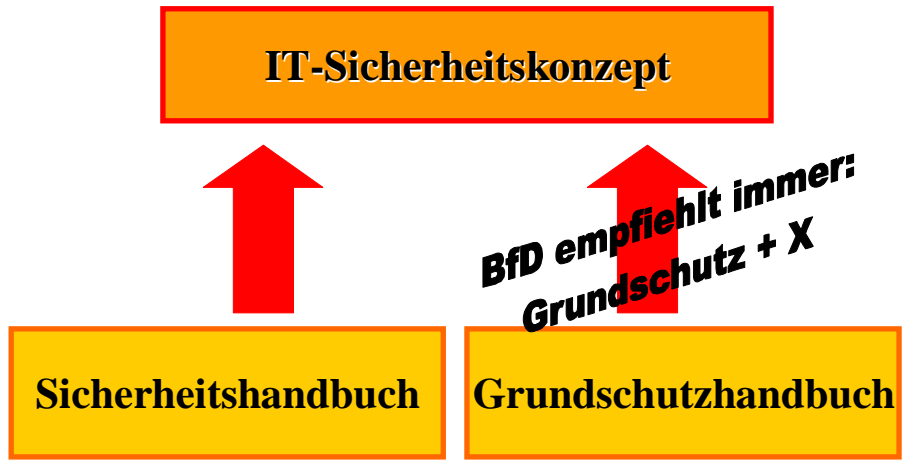 IT-Sicherheitskonzept
BfD empfiehlt immer:
Grundschutz + X
Sicherheitshandbuch
Grundschutzhandbuch